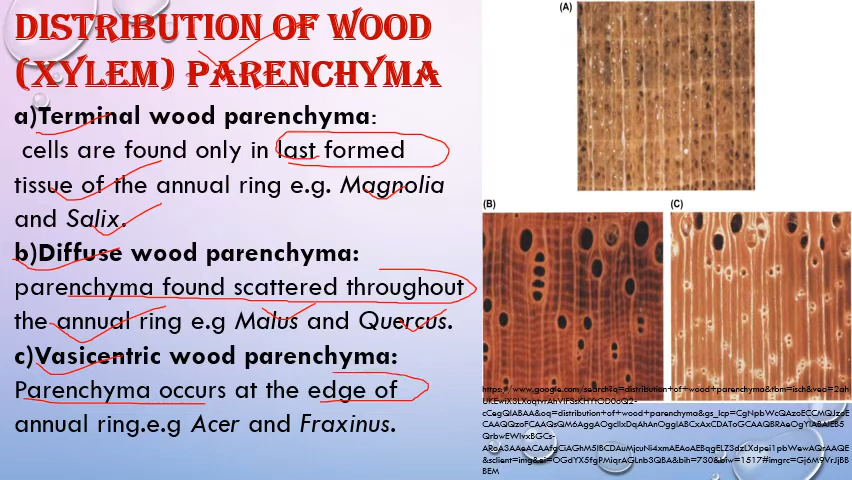 DISTRIBUTION OF WOOD
(XYLEM) PARENCHYMA
a)Terminal wood parenchyma:
cells are found only in last formed
tissue of the annual ring e.g. Magnolia
and Salix.
b)Diffuse wood parenchyma:
parenchyma found scattered throughout
the annual ring e.g Malus and Quercus.
c)Vasicentric wood parenchyma:
Parenchyma occurs at the edge of
annual ring.e.g Acer and Fraxinus.
(A)
(B)
(C)